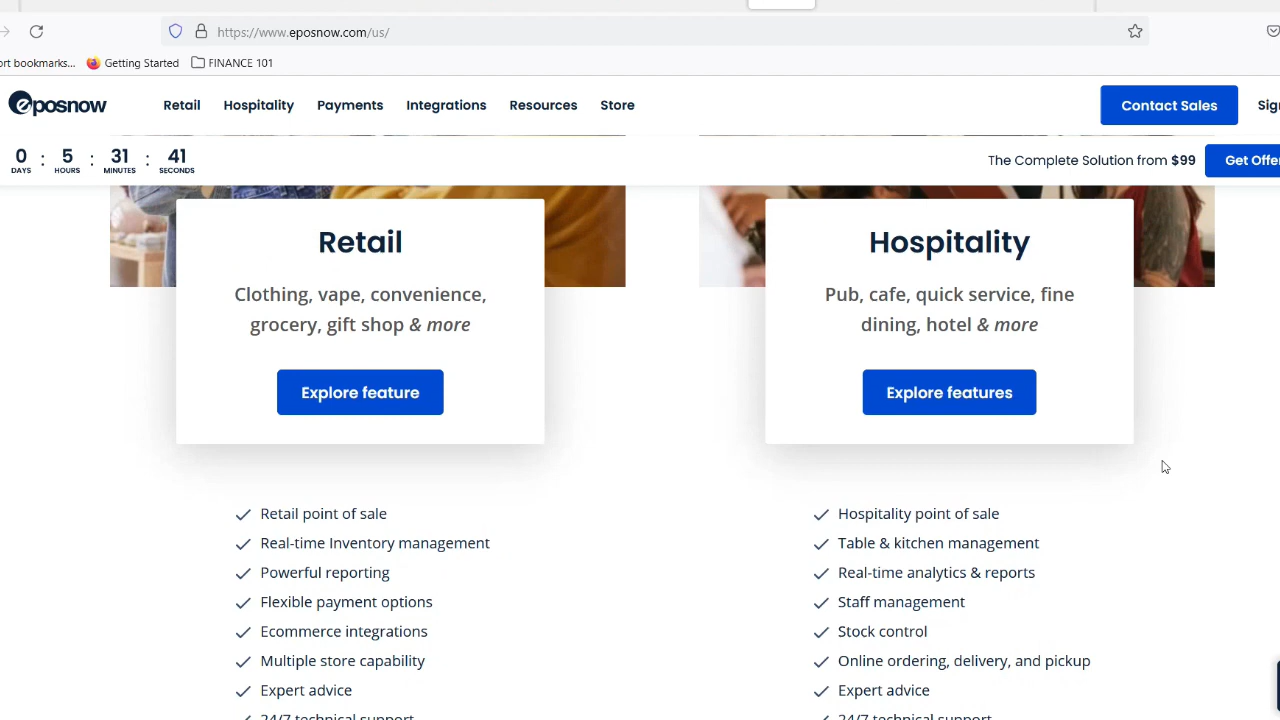 https://www.eposnow.com/us/
ort bookmarks...
Getting Started
FINANCE 101
eposnow
Retail
Hospitality
Payments
Integrations
Resources
Store
Contact Sales
Sig
0 : 5 : 31 : 41
DAYS HOURS MINUTES SECONDS
The Complete Solution from $99
Get Offe
Retail
Clothing, vape, convenience,
grocery, gift shop & more
Explore feature
Retail point of sale
Real-time Inventory management
Powerful reporting
Flexible payment options
Ecommerce integrations
Multiple store capability
Expert advice
24/7 technical support
Hospitality
Pub, cafe, quick service, fine
dining, hotel & more
Explore features
Hospitality point of sale
Table & kitchen management
Real-time analytics & reports
Staff management
Stock control
Online ordering, delivery, and pickup
Expert advice
24/7 technical support